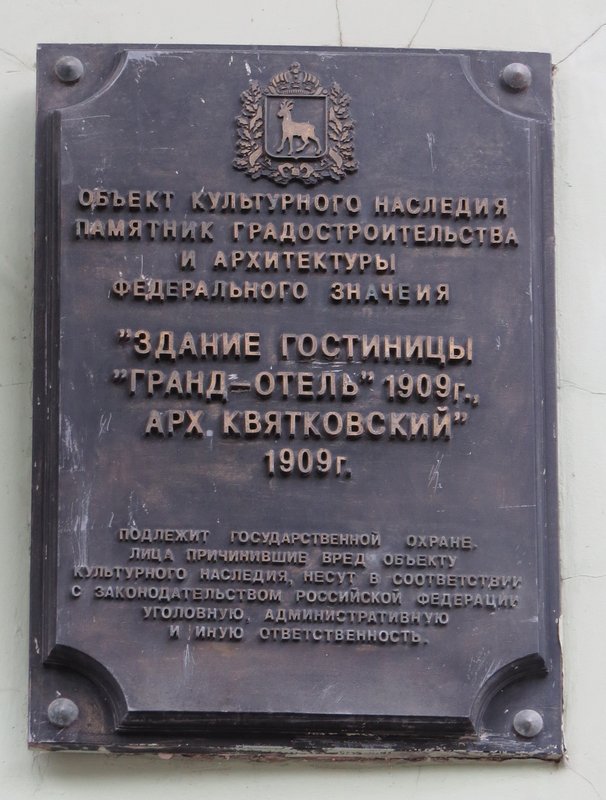 ОБЪЕКТ КУЛЬТУРНОГО НАСЛЕДИЯ
ПАМЯТНИК ГРАДОСТРОИТЕЛЬСТВА
И АРХИТЕКТУРЫ
ФЕДЕРАЛЬНОГО ЗНАЧЕИЯ
"ЗДАНИЕ ГОСТИНИЦЫ
"ГРАНД-ОТЕЛЬ" 1909г.,
АРХ. КВЯТКОВСКИЙ"
1909г.
ПОДЛЕЖИТ ГОСУДАРСТВЕННОЙ ОХРАНЕ.
ЛИЦА ПРИЧИНИВШИЕ ВРЕД ОБЪЕКТУ
КУЛЬТУРНОГО НАСЛЕДИЯ, НЕСУТ В СООТВЕТСТВИИ
С ЗАКОНОДАТЕЛЬСТВОМ РОССИЙСКОЙ ФЕДЕРАЦИИ
УГОЛОВНУЮ, АДМИНИСТРАТИВНУЮ
И ИНУЮ ОТВЕТСТВЕННОСТЬ.